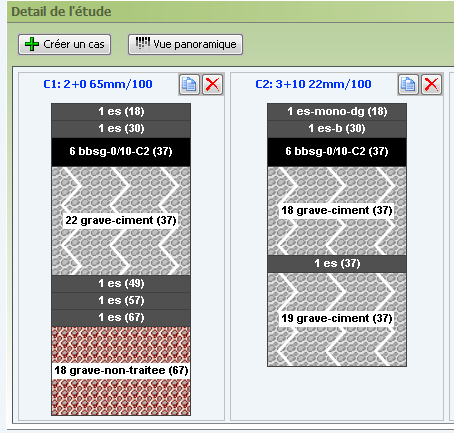 Detail de l'étude
Créer un cas
Vue panoramique
C1: 2+0 65mm/100
1 es (18)
1 es (30)
6 bbsg-0/10-C2 (37)
22 grave-ciment (37)
1 es (49)
1 es (57)
1 es (67)
18 grave-non-traitee (67)
C2: 3+10 22mm/100
1 es-mono-dg (18)
1 es-b (30)
6 bbsg-0/10-C2 (37)
18 grave-ciment (37)
1 es (37)
19 grave-ciment (37)